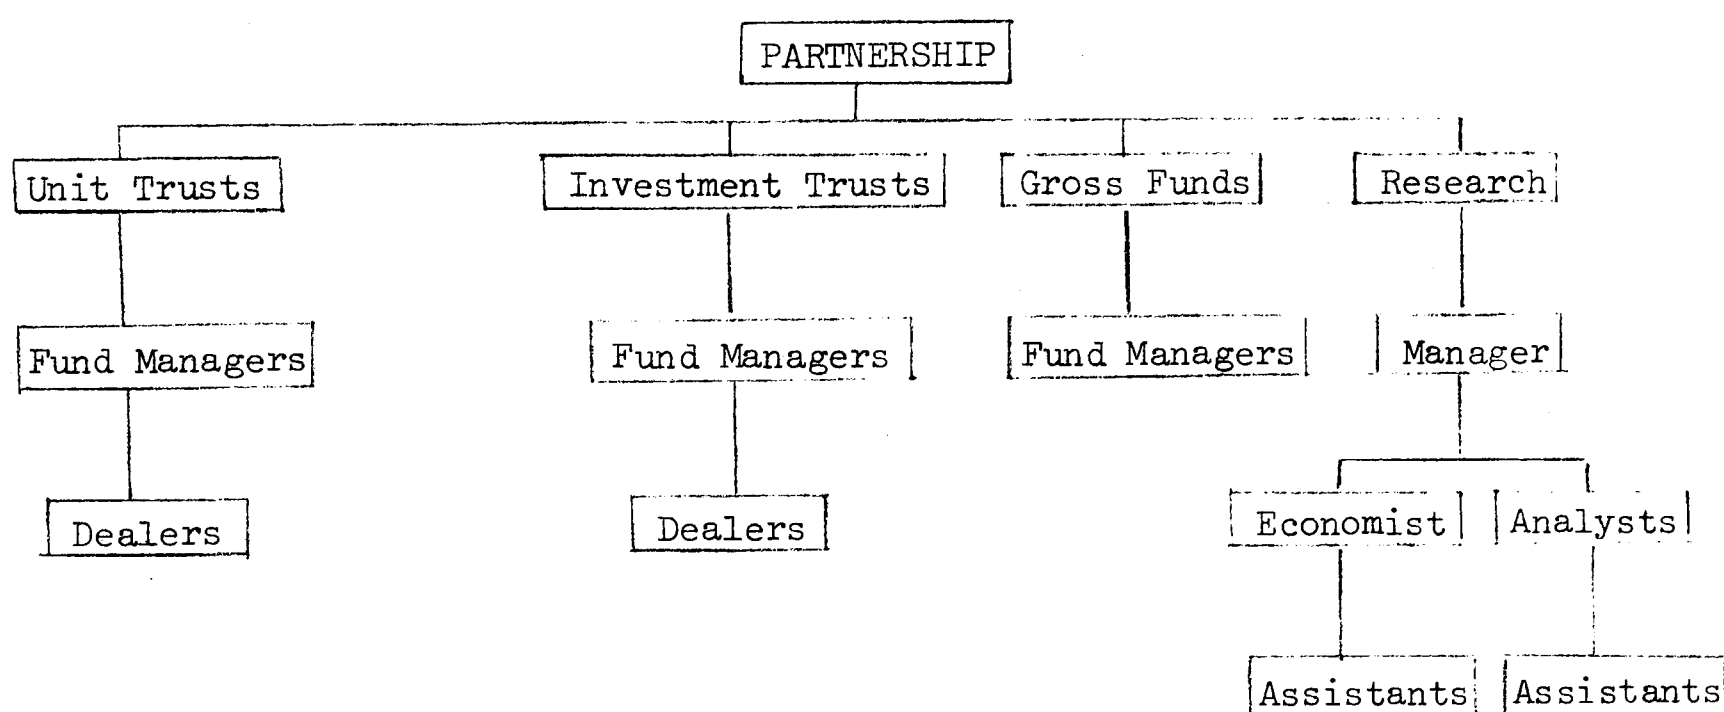 PARTNERSHIP
Unit Trusts
Investment Trusts
Gross Funds
Research
Fund Managers
Fund Managers
Fund Managers
Manager
Dealers
Dealers
Economist
Analysts
Assistants
Assistants